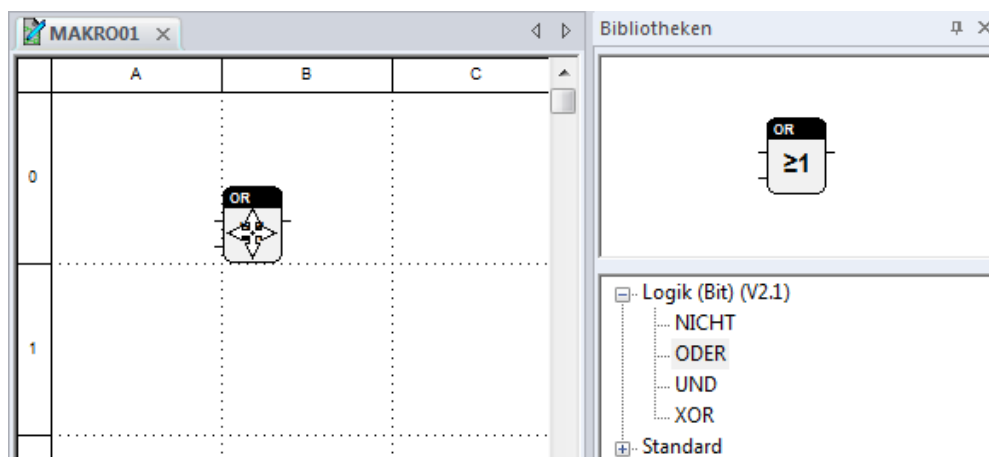 MAKRO01
A B C
0
OR
1
Bibliotheken
OR
≥1
Logik (Bit) (V2.1)
NICHT
ODER
UND
XOR
Standard